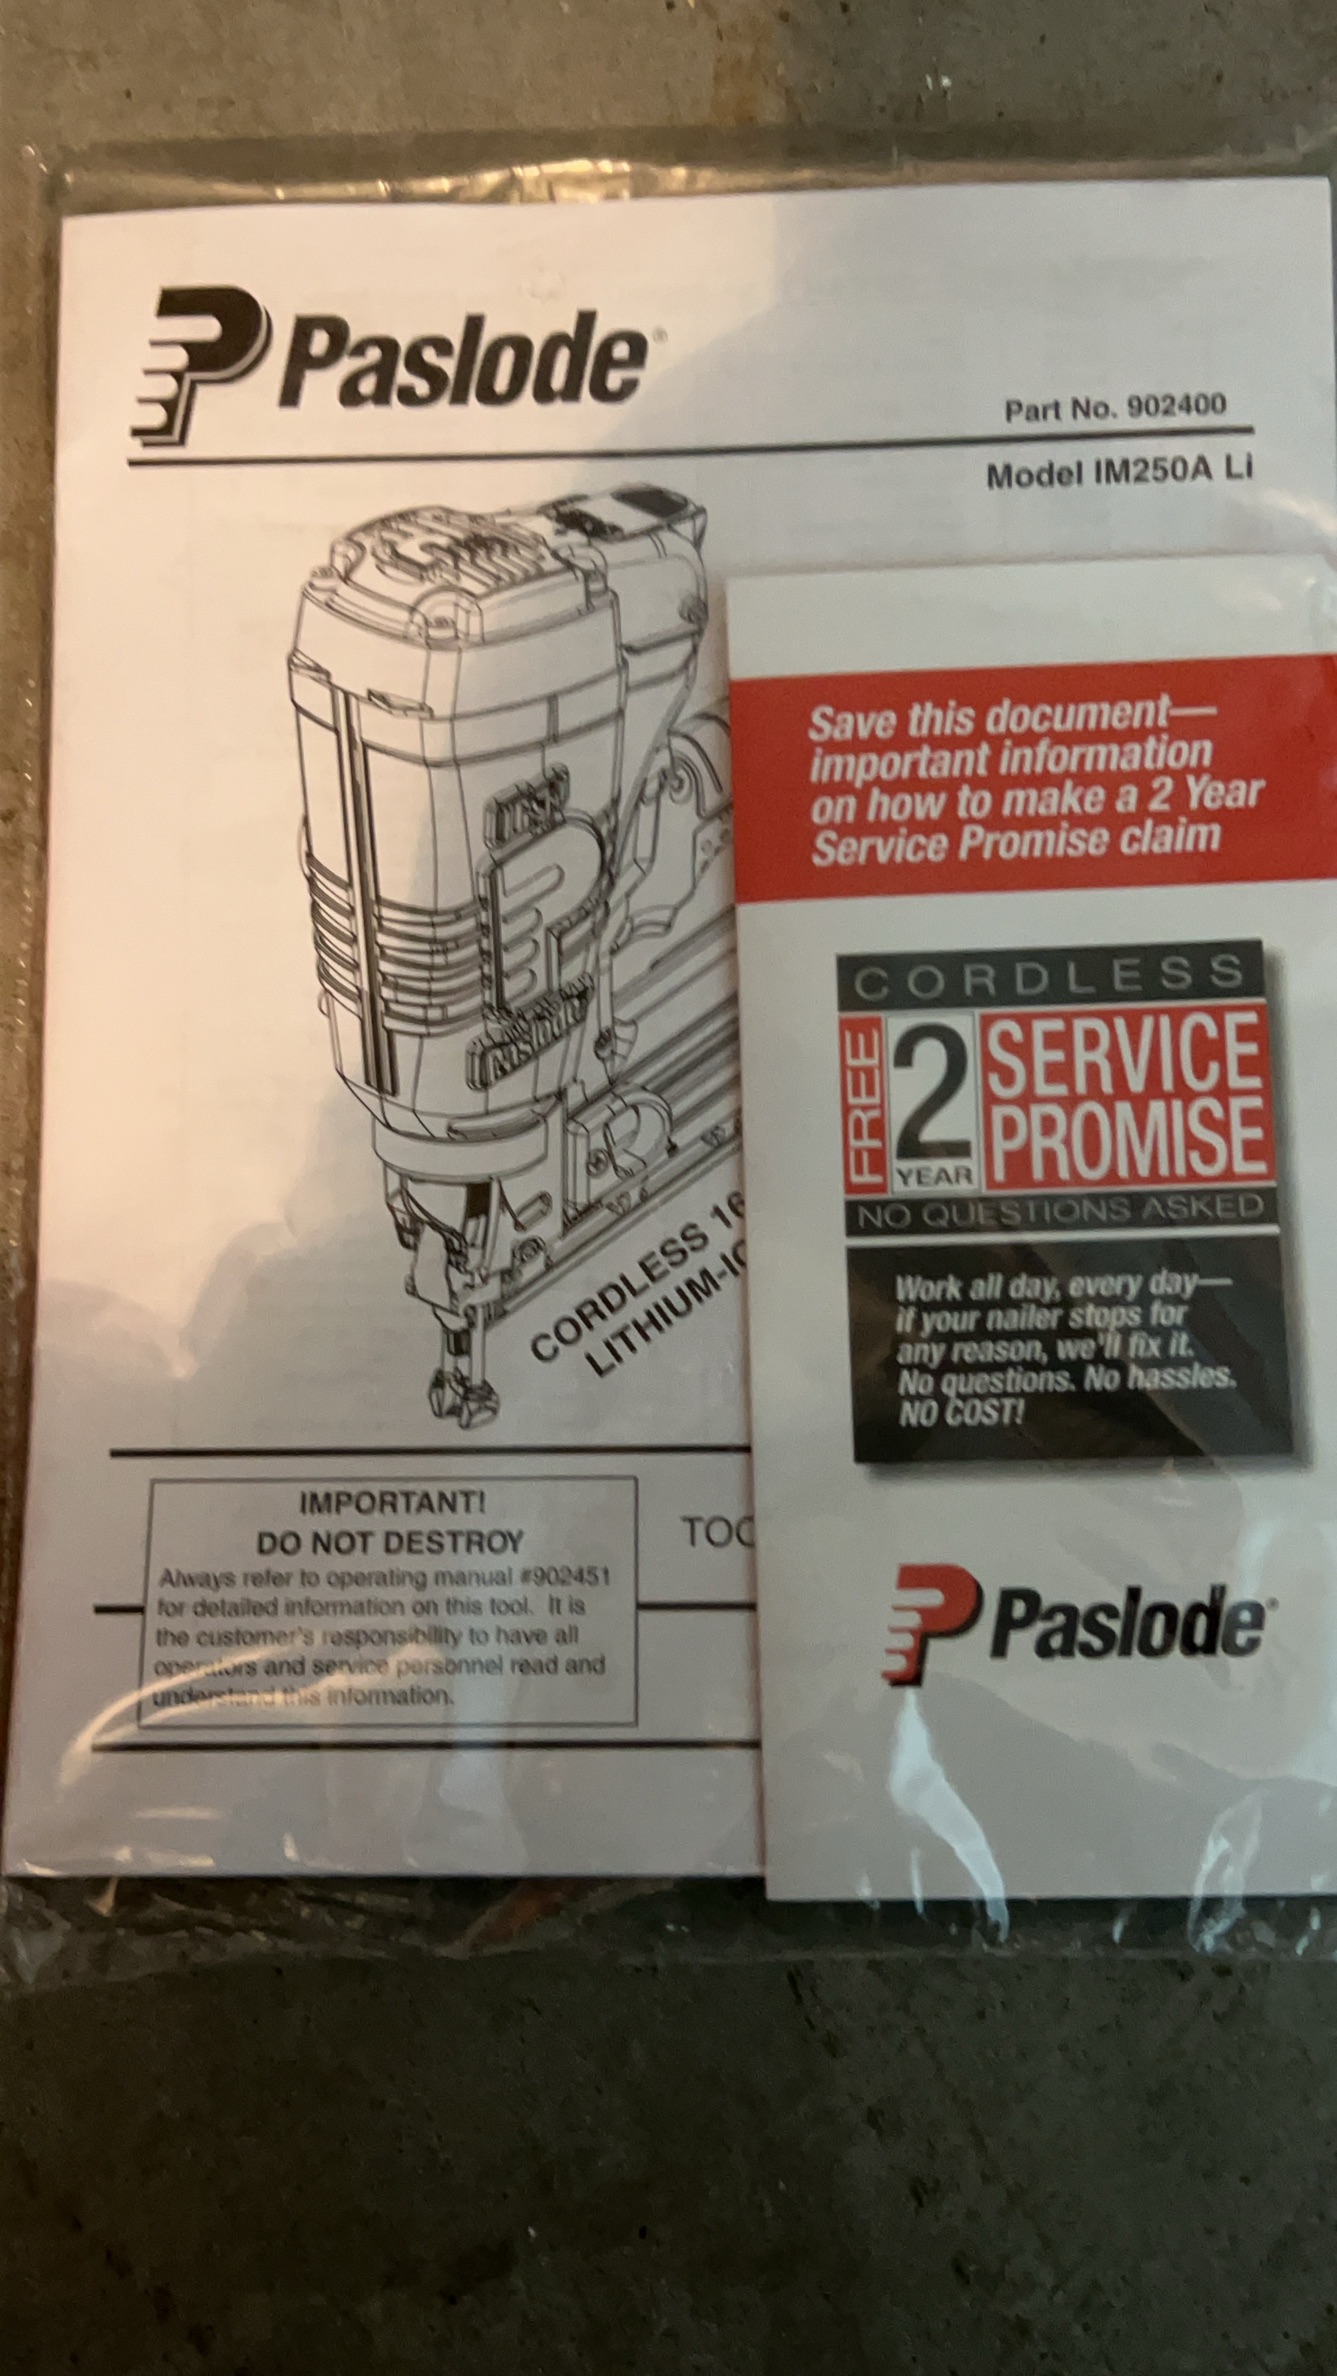 Paslode®
Part No. 902400
Model IM250A Li
Paslode
CORDLESS 16
LITHIUM-IO
IMPORTANT!
DO NOT DESTROY
Always refer to operating manual #902451
for detailed information on this tool. It is
the customer's responsibility to have all
operators and service personnel read and
understand this information.
TOO
Save this document—
important information
on how to make a 2 Year
Service Promise claim
CORDLESS
FREE
2
YEAR
SERVICE
PROMISE
NO QUESTIONS ASKED
Work all day, every day—
if your nailer stops for
any reason, we'll fix it.
No questions. No hassles.
NO COST!
Paslode®